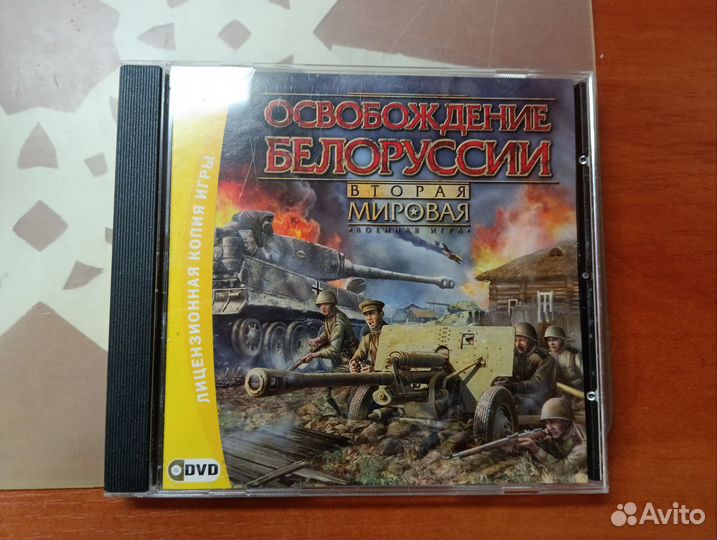 ОСВОБОЖДЕНИЕ
БЕЛОРУССИИ
ВТОРАЯ
МИРОВАЯ
ВОЕННАЯ ИГРА
ЛИЦЕНЗИОННАЯ КОПИЯ ИГРЫ
DVD
Avito